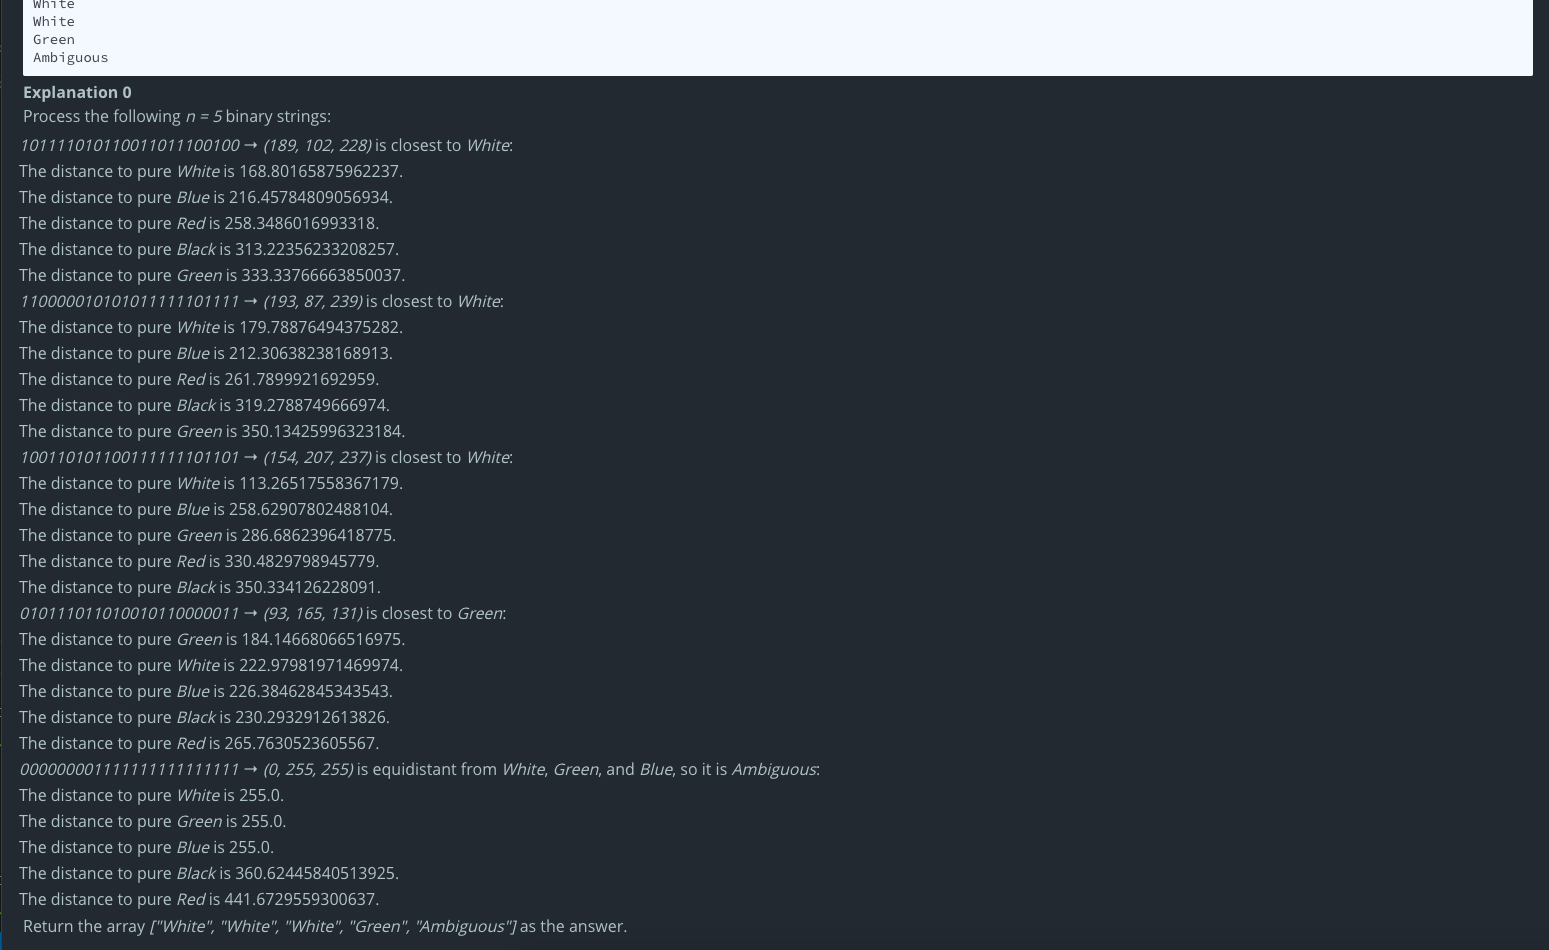 White
White
Green
Ambiguous
Explanation 0
Process the following n = 5 binary strings:
101111010110011011100100 → (189, 102, 228) is closest to White:
The distance to pure White is 168.80165875962237.
The distance to pure Blue is 216.45784809056934.
The distance to pure Red is 258.3486016993318.
The distance to pure Black is 313.22356233208257.
The distance to pure Green is 333.33766663850037.
110000010101011111101111 → (193, 87, 239) is closest to White:
The distance to pure White is 179.78876494375282.
The distance to pure Blue is 212.30638238168913.
The distance to pure Red is 261.7899921692959.
The distance to pure Black is 319.2788749666974.
The distance to pure Green is 350.13425996323184.
100110101100111111101101 → (154, 207, 237) is closest to White:
The distance to pure White is 113.26517558367179.
The distance to pure Blue is 258.62907802488104.
The distance to pure Green is 286.6862396418775.
The distance to pure Red is 330.4829798945779.
The distance to pure Black is 350.334126228091.
010111011010010110000011 → (93, 165, 131) is closest to Green:
The distance to pure Green is 184.14668066516975.
The distance to pure White is 222.97981971469974.
The distance to pure Blue is 226.38462845343543.
The distance to pure Black is 230.2932912613826.
The distance to pure Red is 265.7630523605567.
000000001111111111111111 → (0, 255, 255) is equidistant from White, Green, and Blue, so it is Ambiguous:
The distance to pure White is 255.0.
The distance to pure Green is 255.0.
The distance to pure Blue is 255.0.
The distance to pure Black is 360.62445840513925.
The distance to pure Red is 441.6729559300637.
Return the array ["White", "White", "White", "Green", "Ambiguous"] as the answer.